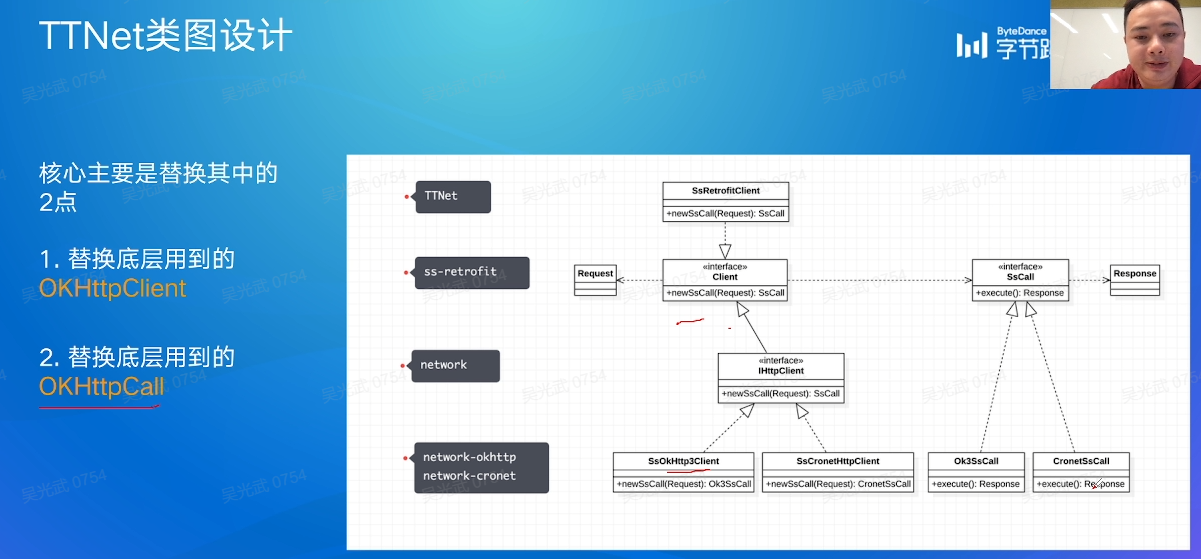 TTNet类图设计
ByteDance
字节跳
核心主要是替换其中的
2点
1. 替换底层用到的
OKHttpClient
2. 替换底层用到的
OKHttpCall
TTNet
ss-retrofit
network
network-okhttp
network-cronet
SsRetrofitClient
+newSsCall(Request): SsCall
Request
«interface»
Client
+newSsCall(Request): SsCall
«interface»
SsCall
+execute(): Response
Response
«interface»
IHttpClient
+newSsCall(Request): SsCall
SsOkHttp3Client
+newSsCall(Request): Ok3SsCall
SsCronetHttpClient
+newSsCall(Request): CronetSsCall
Ok3SsCall
+execute(): Response
CronetSsCall
+execute(): Response
吴光武 0754